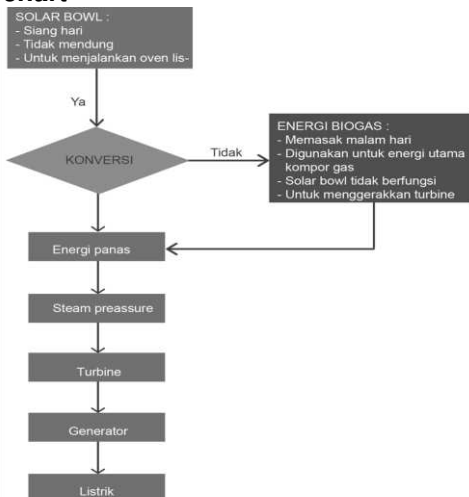 SOLAR BOWL :
- Siang hari
- Tidak mendung
- Untuk menjalankan oven lis-
Ya
KONVERSI
Tidak
ENERGI BIOGAS :
- Memasak malam hari
- Digunakan untuk energi utama
kompor gas
- Solar bowl tidak berfungsi
- Untuk menggerakkan turbine
Energi panas
Steam preassure
Turbine
Generator
Listrik